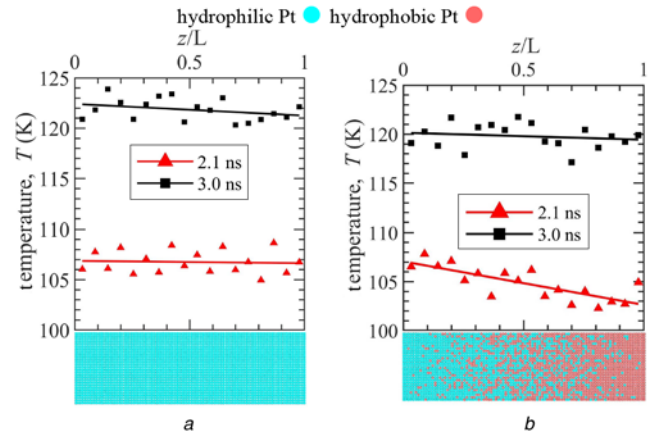 hydrophilic Pt hydrophobic Pt
z/L
0 0.5 1
125
120
115
110
105
100
temperature, T (K)
2.1 ns
3.0 ns
a
z/L
0 0.5 1
125
120
115
110
105
100
temperature, T (K)
2.1 ns
3.0 ns
b